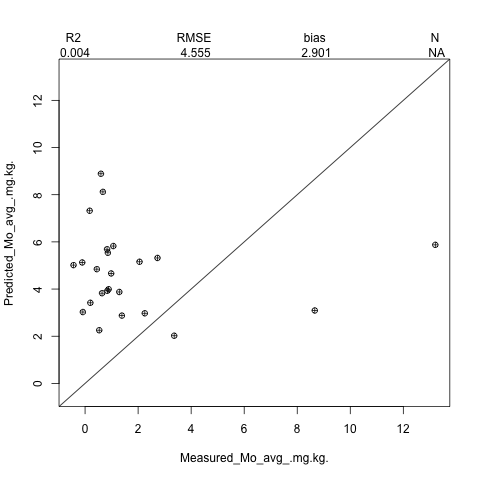 R2 RMSE bias N
0.004 4.555 2.901 NA
12
10
8
6
4
2
0
Predicted_Mo_avg_.mg.kg.
0 2 4 6 8 10 12
Measured_Mo_avg_.mg.kg.